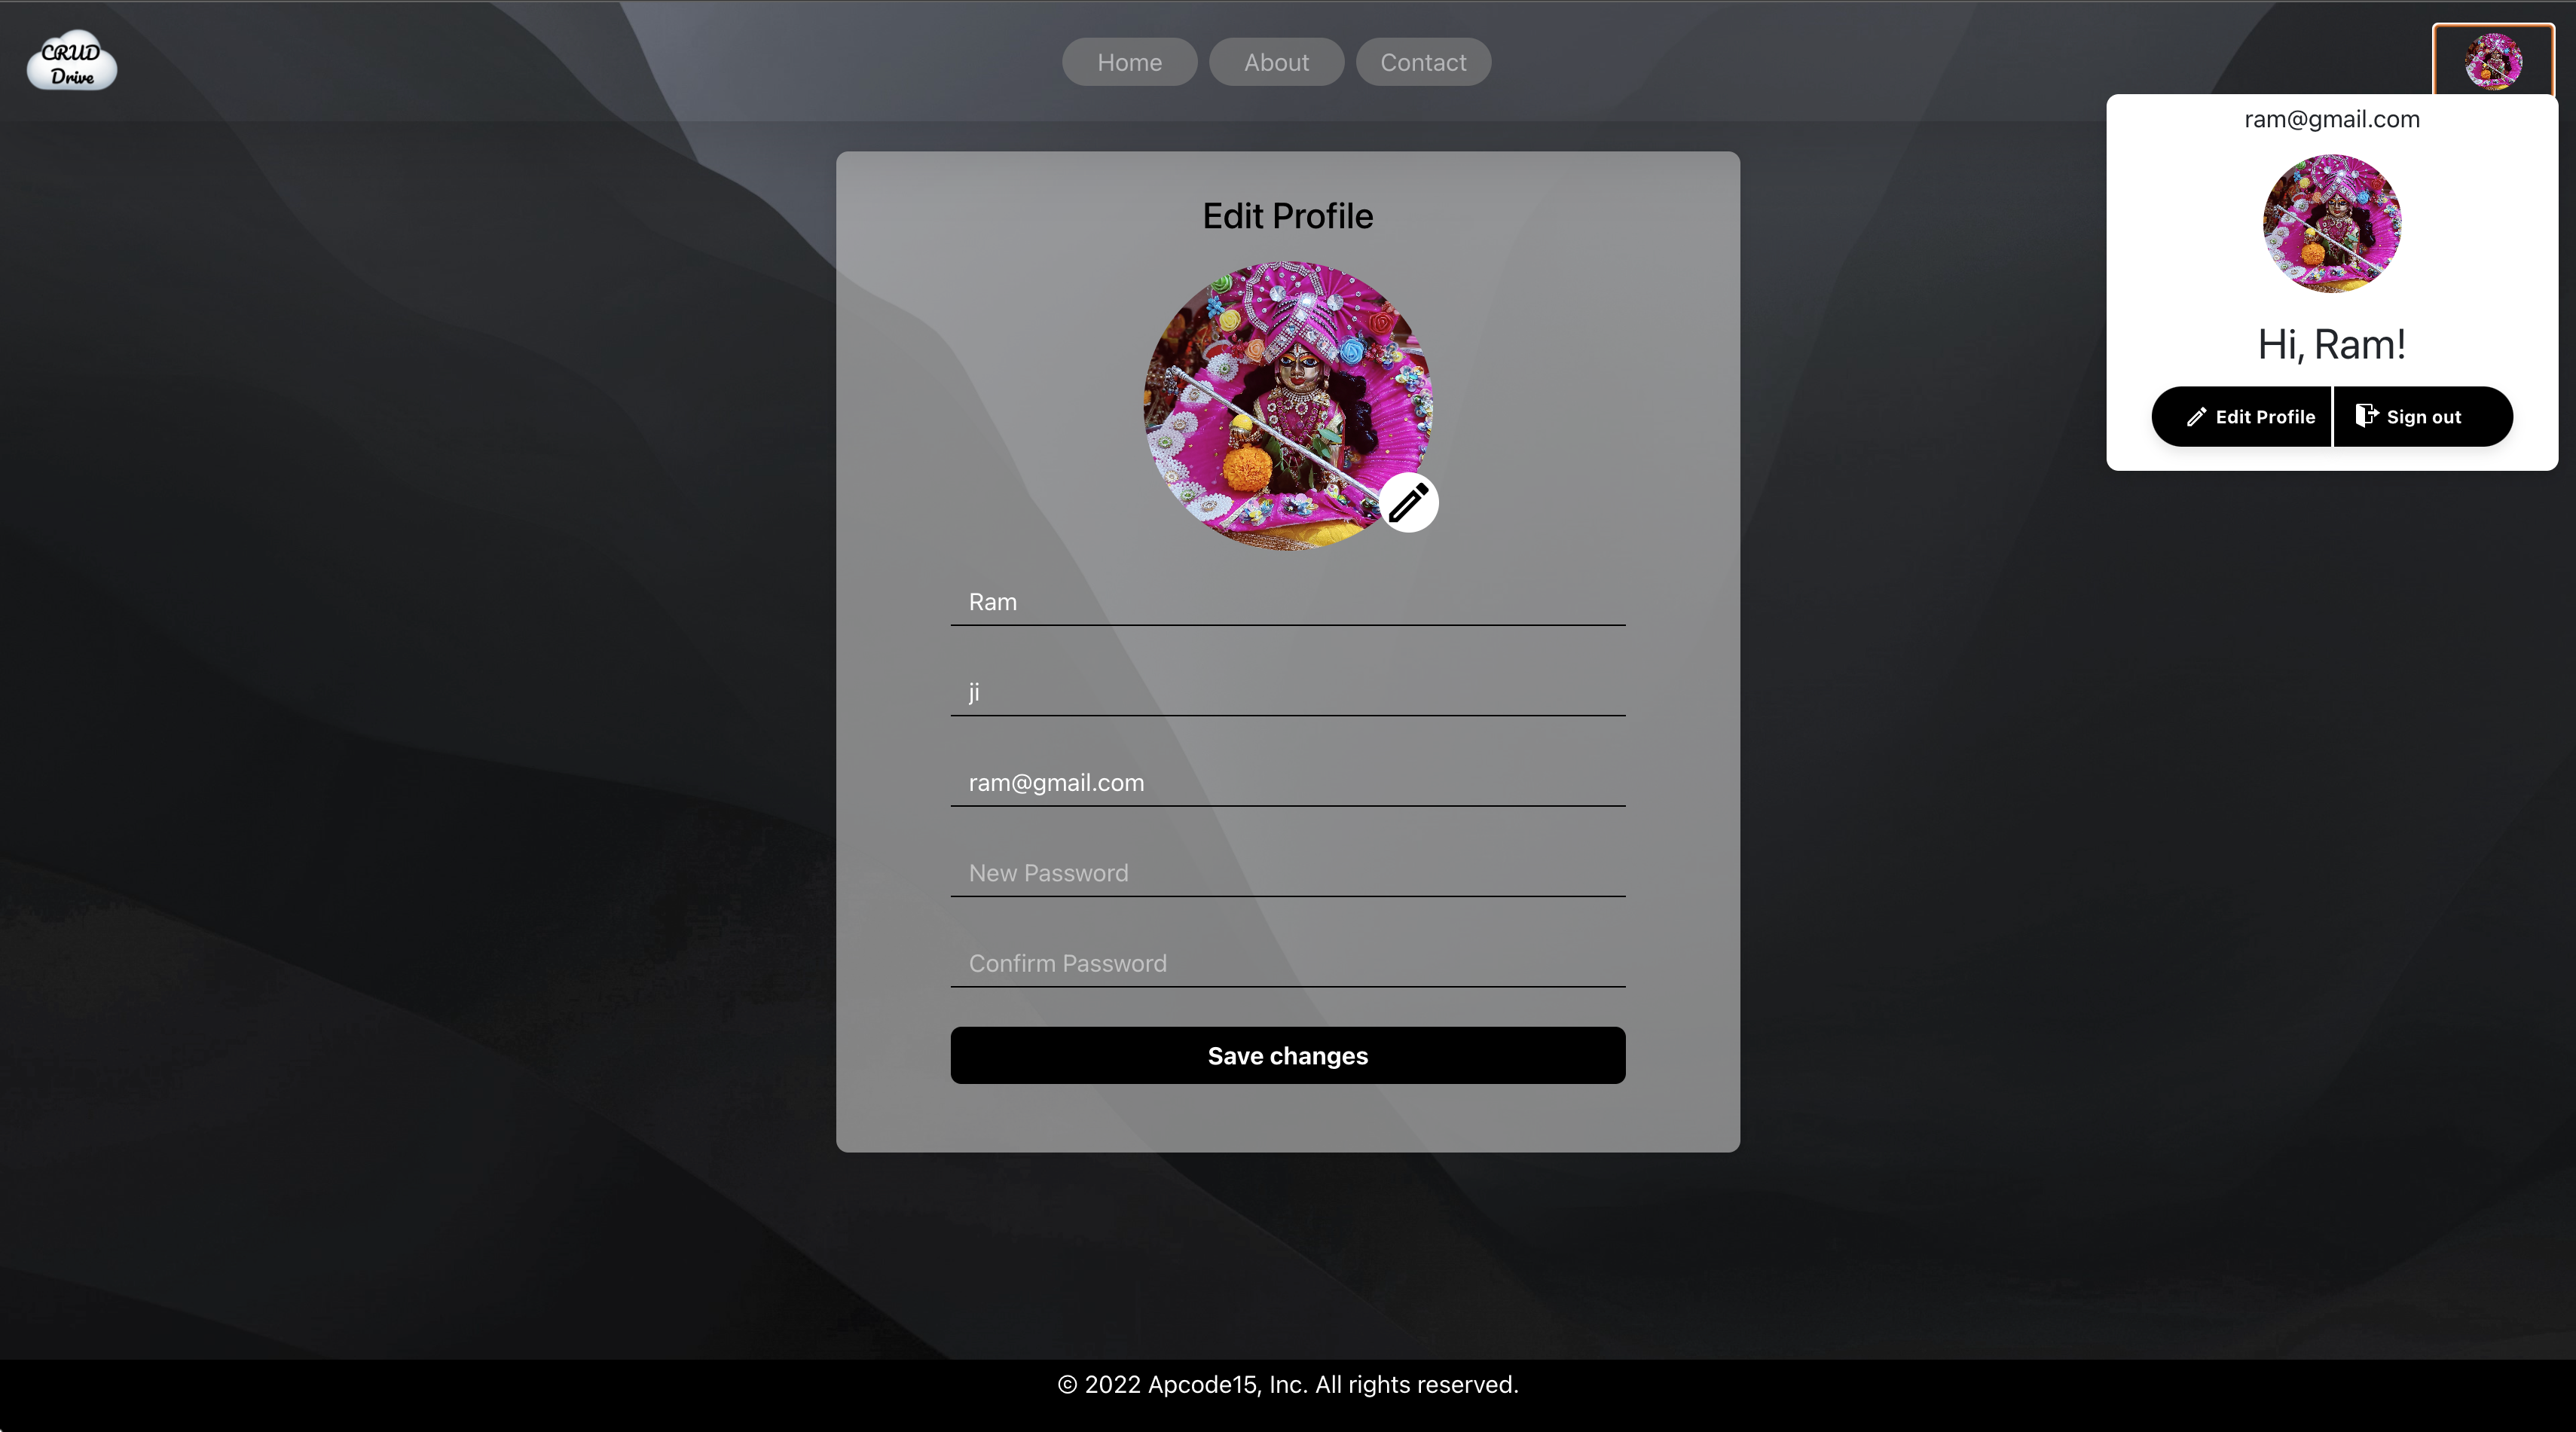 CRUD
Drive
Home
About
Contact
ram@gmail.com
Hi, Ram!
Edit Profile
Sign out
Edit Profile
Ram
ji
ram@gmail.com
New Password
Confirm Password
Save changes
© 2022 Apcode15, Inc. All rights reserved.